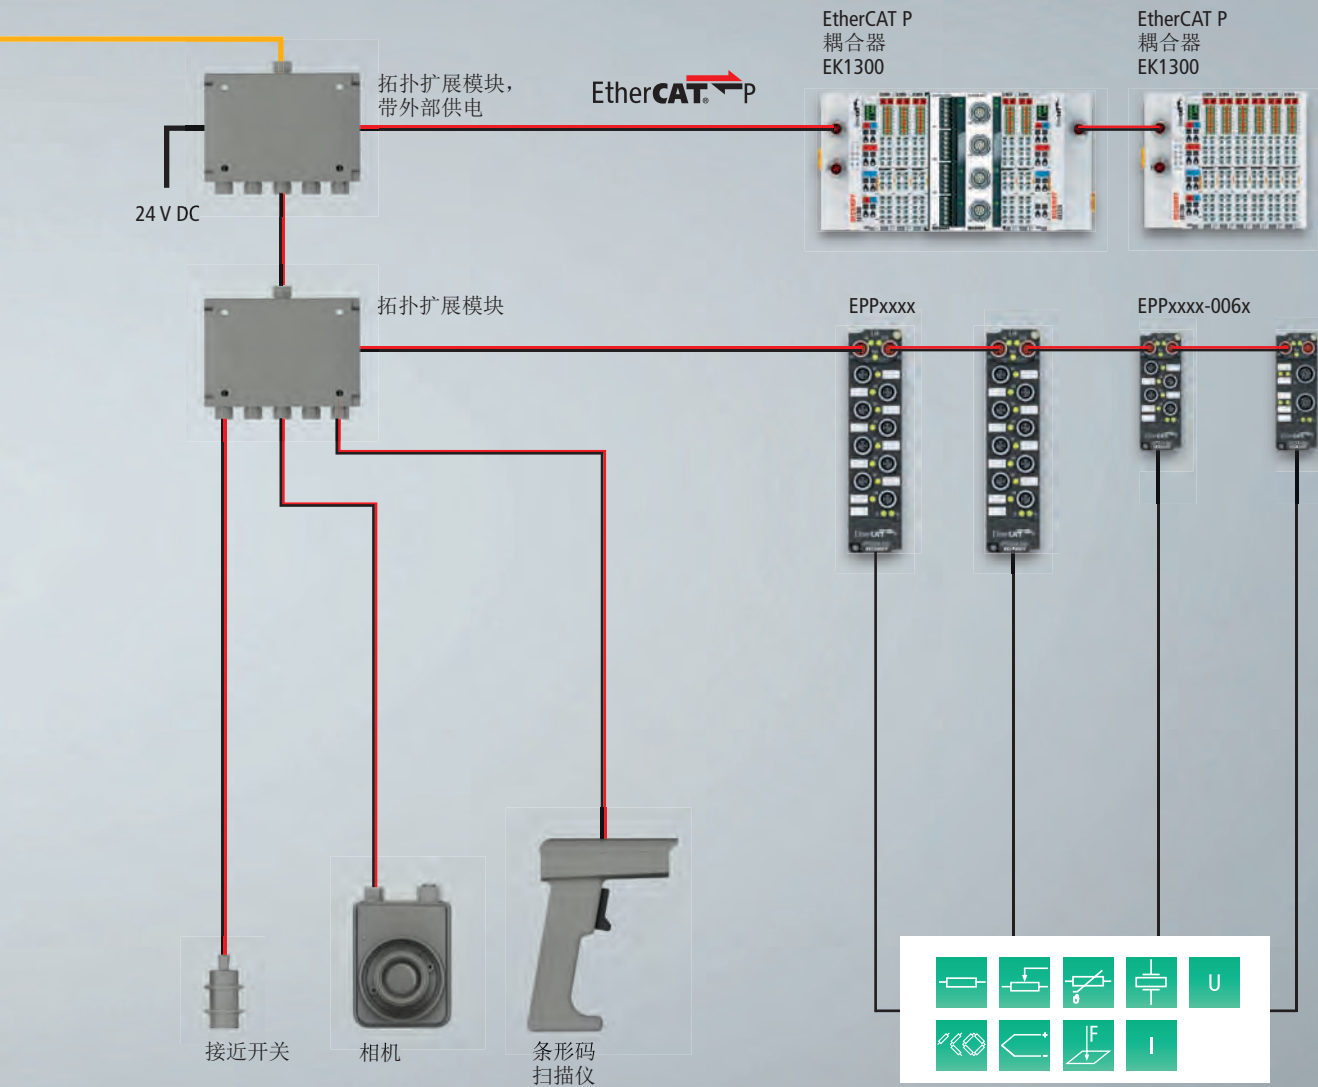 EtherCAT P
耦合器
EK1300
EtherCAT P
耦合器
EK1300
拓扑扩展模块，
带外部供电
EtherCAT® P
24 V DC
拓扑扩展模块
EPPxxxx
EPPxxxx-006x
EtherCAT
EtherCAT
U
ϑ
+
-
F
I
接近开关
相机
条形码
扫描仪